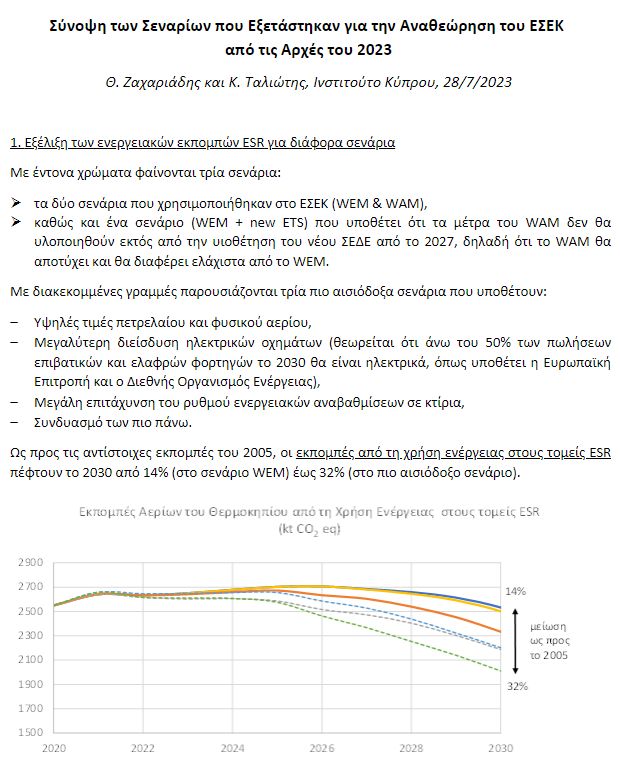 Σύνοψη των Σεναρίων που Εξετάστηκαν για την Αναθεώρηση του ΕΣΕΚ
από τις Αρχές του 2023
Θ. Ζαχαριάδης και Κ. Ταλιώτης, Ινστιτούτο Κύπρου, 28/7/2023
1. Εξέλιξη των ενεργειακών εκπομπών ESR για διάφορα σενάρια
Με έντονα χρώματα φαίνονται τρία σενάρια:
➢ τα δύο σενάρια που χρησιμοποιήθηκαν στο ΕΣΕΚ (WEM & WAM),
➢ καθώς και ένα σενάριο (WEM + new ETS) που υποθέτει ότι τα μέτρα του WAM δεν θα
υλοποιηθούν εκτός από την υιοθέτηση του νέου ΣΕΔΕ από το 2027, δηλαδή ότι το WAM θα
αποτύχει και θα διαφέρει ελάχιστα από το WEM.
Με διακεκομμένες γραμμές παρουσιάζονται τρία πιο αισιόδοξα σενάρια που υποθέτουν:
– Υψηλές τιμές πετρελαίου και φυσικού αερίου,
– Μεγαλύτερη διείσδυση ηλεκτρικών οχημάτων (θεωρείται ότι άνω του 50% των πωλήσεων
επιβατικών και ελαφρών φορτηγών το 2030 θα είναι ηλεκτρικά, όπως υποθέτει η Ευρωπαϊκή
Επιτροπή και ο Διεθνής Οργανισμός Ενέργειας),
– Μεγάλη επιτάχυνση του ρυθμού ενεργειακών αναβαθμίσεων σε κτίρια,
– Συνδυασμό των πιο πάνω.
Ως προς τις αντίστοιχες εκπομπές του 2005, οι εκπομπές από τη χρήση ενέργειας στους τομείς ESR
πέφτουν το 2030 από 14% (στο σενάριο WEM) έως 32% (στο πιο αισιόδοξο σενάριο).
Εκπομπές Αερίων του Θερμοκηπίου από τη Χρήση Ενέργειας στους τομείς ESR
(kt CO2 eq)
2900
2700
2500
2300
2100
1900
1700
1500
14%
μείωση
ως προς
το 2005
32%
2020 2022 2024 2026 2028 2030